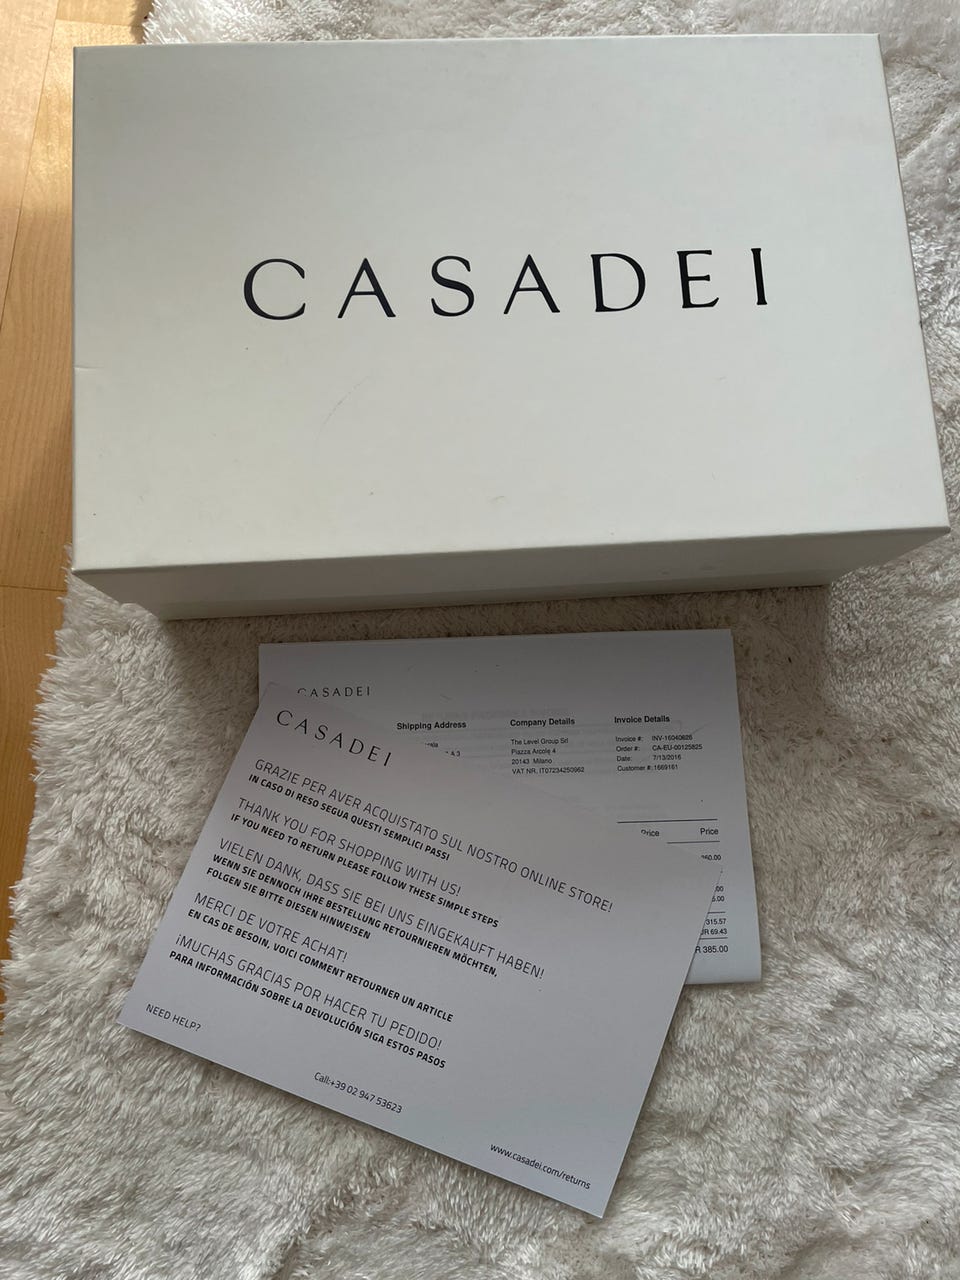 CASADEI
CASADEI
Shipping Address
Company Details
The Level Group Srl
Piazza Arcole 4
20143 Milano
VAT NR. IT07234250962
Invoice Details
Invoice #: INV-16040626
Order #: CA-EU-00125825
Date: 7/13/2016
Customer #: 1669161
Price Price
315.57
69.43
385.00
CASADEI
GRAZIE PER AVER ACQUISTATO SUL NOSTRO ONLINE STORE!
IN CASO DI RESO SEGUA QUESTI SEMPLICI PASSI
THANK YOU FOR SHOPPING WITH US!
IF YOU NEED TO RETURN PLEASE FOLLOW THESE SIMPLE STEPS
VIELEN DANK, DASS SIE BEI UNS EINGEKAUFT HABEN!
WENN SIE DENNOCH IHRE BESTELLUNG RETOURNIEREN MÖCHTEN,
FOLGEN SIE BITTE DIESEN HINWEISEN
MERCI DE VOTRE ACHAT!
EN CAS DE BESOIN, VOICI COMMENT RETOURNER UN ARTICLE
¡MUCHAS GRACIAS POR HACER TU PEDIDO!
PARA INFORMACIÓN SOBRE LA DEVOLUCIÓN SIGA ESTOS PASOS
NEED HELP?
Call:+39 02 947 53623
www.casadei.com/returns